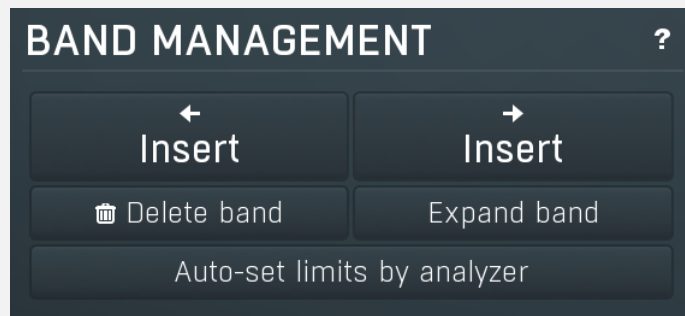 BAND MANAGEMENT ?
← →
Insert Insert
Delete band Expand band
Auto-set limits by analyzer